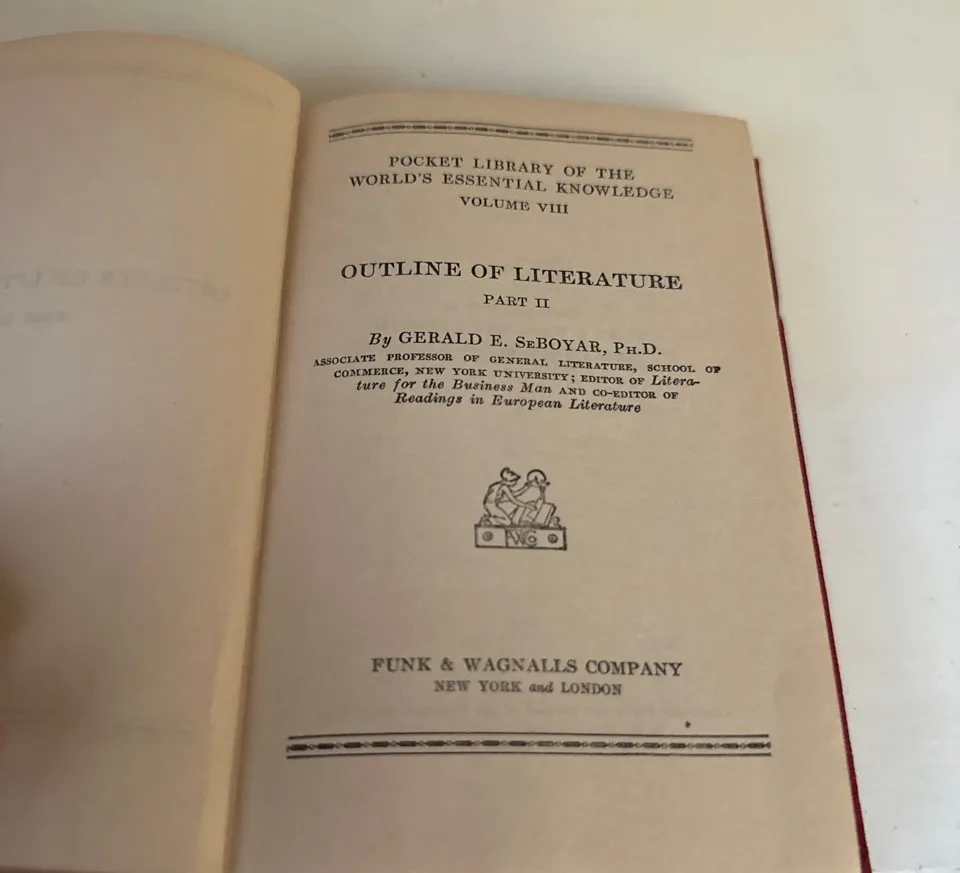 POCKET LIBRARY OF THE
WORLD'S ESSENTIAL KNOWLEDGE
VOLUME VIII
OUTLINE OF LITERATURE
PART II
By GERALD E. SeBOYAR, Ph.D.
ASSOCIATE PROFESSOR OF GENERAL LITERATURE, SCHOOL OF
COMMERCE, NEW YORK UNIVERSITY; EDITOR OF Litera-
ture for the Business Man AND CO-EDITOR OF
Readings in European Literature
FUNK & WAGNALLS COMPANY
NEW YORK and LONDON